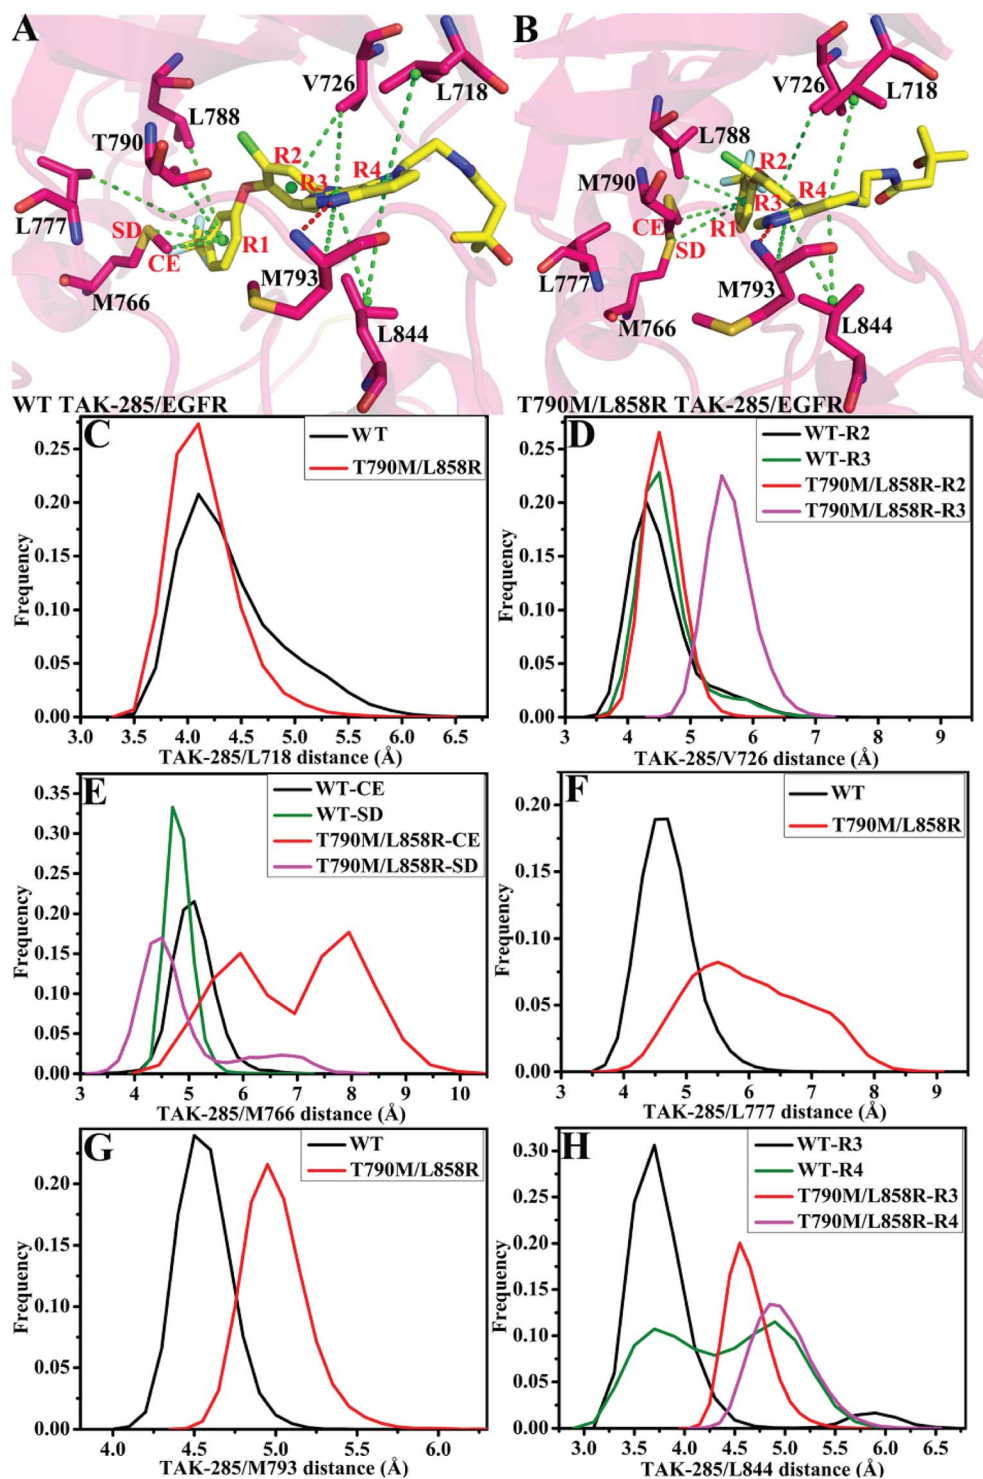 A
B
V726
L718
L788
T790
R2
R4
R3
L777
SD
CE
R1
M793
M766
L844
V726
L718
L788
R2
M790
R4
R3
CE
SD
R1
L777
M793
M766
L844
WT TAK-285/EGFR
T790M/L858R TAK-285/EGFR
C
WT
T790M/L858R
0.25
0.20
0.15
0.10
0.05
0.00
Frequency
3.0 3.5 4.0 4.5 5.0 5.5 6.0 6.5
TAK-285/L718 distance (Å)
D
WT-R2
WT-R3
T790M/L858R-R2
T790M/L858R-R3
0.25
0.20
0.15
0.10
0.05
0.00
Frequency
3 4 5 6 7 8 9
TAK-285/V726 distance (Å)
E
WT-CE
WT-SD
T790M/L858R-CE
T790M/L858R-SD
0.35
0.30
0.25
0.20
0.15
0.10
0.05
0.00
Frequency
3 4 5 6 7 8 9 10
TAK-285/M766 distance (Å)
F
WT
T790M/L858R
0.20
0.15
0.10
0.05
0.00
Frequency
3 4 5 6 7 8 9
TAK-285/L777 distance (Å)
G
WT
T790M/L858R
0.20
0.15
0.10
0.05
0.00
Frequency
4.0 4.5 5.0 5.5 6.0
TAK-285/M793 distance (Å)
H
WT-R3
WT-R4
T790M/L858R-R3
T790M/L858R-R4
0.30
0.25
0.20
0.15
0.10
0.05
0.00
Frequency
3.0 3.5 4.0 4.5 5.0 5.5 6.0 6.5
TAK-285/L844 distance (Å)